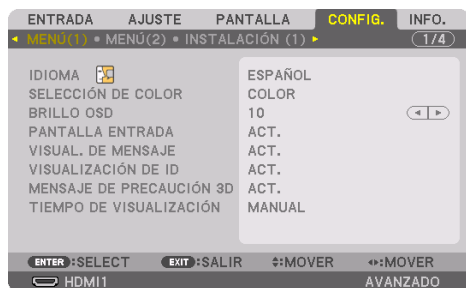 ENTRADA AJUSTE PANTALLA CONFIG. INFO.
MENÚ(1) • MENÚ(2) • INSTALACIÓN (1) 1/4
IDIOMA ESPAÑOL
SELECCIÓN DE COLOR COLOR
BRILLO OSD 10
PANTALLA ENTRADA ACT.
VISUAL. DE MENSAJE ACT.
VISUALIZACIÓN DE ID ACT.
MENSAJE DE PRECAUCIÓN 3D ACT.
TIEMPO DE VISUALIZACIÓN MANUAL
ENTER :SELECT EXIT :SALIR :MOVER :MOVER
HDMI1 AVANZADO